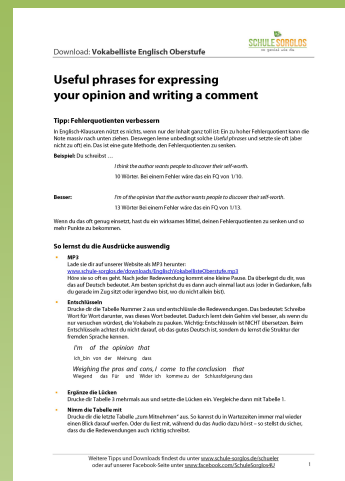 SCHULE SORGLOS
so genial wie du
Download: Vokabelliste Englisch Oberstufe
Useful phrases for expressing
your opinion and writing a comment
Tipp: Fehlerquotienten verbessern
In Englisch-Klausuren nützt es nichts, wenn nur der Inhalt ganz toll ist: Ein zu hoher Fehlerquotient kann die
Note massiv nach unten ziehen. Deswegen lerne unbedingt solche Useful phrases und setzte sie oft (aber
nicht zu oft) ein. Das ist eine gute Methode, den Fehlerquotienten zu senken.
Beispiel: Du schreibst …
I think the author wants people to discover their self-worth.
10 Wörter. Bei einem Fehler wäre das ein FQ von 1/10.
Besser: I'm of the opinion that the author wants people to discover their self-worth.
13 Wörter Bei einem Fehler wäre das ein FQ von 1/13.
Wenn du das oft genug einsetzt, hast du ein wirksames Mittel, deinen Fehlerquotienten zu senken und so
mehr Punkte zu bekommen.
So lernst du die Ausdrücke auswendig
• MP3
Lade sie dir auf unserer Website als MP3 herunter:
www.schule-sorglos.de/downloads/EnglischVokabellisteOberstufe.mp3
Höre sie so oft es geht. Nach jeder Redewendung kommt eine kleine Pause. Da überlegst du dir, was
das auf Deutsch bedeutet. Am besten sprichst du es dann auch einmal laut aus (oder in Gedanken, falls
du gerade im Zug sitzt oder irgendwo bist, wo du nicht allein bist).
• Entschlüsseln
Drucke dir die Tabelle Nummer 2 aus und entschlüssle die Redewendungen. Das bedeutet: Schreibe
Wort für Wort darunter, was dieses Wort bedeutet. Dadurch lernt dein Gehirn viel besser, als wenn du
nur versuchen würdest, die Vokabeln zu pauken. Wichtig: Entschlüsseln ist NICHT übersetzen. Beim
Entschlüsseln achtest du nicht darauf, ob das gutes Deutsch ist, sondern du lernst die Struktur der
fremden Sprache kennen.
I'm of the opinion that
Ich_bin von der Meinung dass
Weighing the pros and cons, I come to the conclusion that
Wiegend das Für und Wider Ich komme zu der Schlussfolgerung dass
• Ergänze die Lücken
Drucke dir Tabelle 3 mehrmals aus und setzte die Lücken ein. Vergleiche dann mit Tabelle 1.
• Nimm die Tabelle mit
Drucke dir die letzte Tabelle „zum Mitnehmen“ aus. So kannst du in Wartezeiten immer mal wieder
einen Blick darauf werfen. Oder du liest mit, während du das Audio dazu hörst – so stellst du sicher,
dass du die Redewendungen auch richtig schreibst.
Weitere Tipps und Downloads findest du unter www.schule-sorglos.de/schueler
oder auf unserer Facebook-Seite unter www.facebook.com/SchuleSorglos4U
1